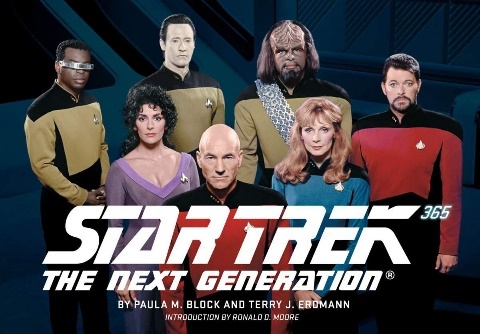 STAR TREK 365
THE NEXT GENERATION®
BY PAULA M. BLOCK AND TERRY J. ERDMANN
INTRODUCTION BY RONALD D. MOORE